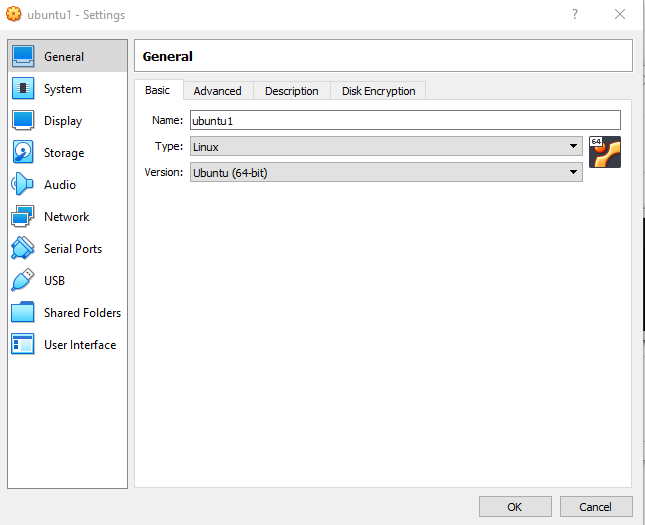 ubuntu1 - Settings
?
General
System
Display
Storage
Audio
Network
Serial Ports
USB
Shared Folders
User Interface
General
Basic Advanced Description Disk Encryption
Name: ubuntu1
Type: Linux
64
Version: Ubuntu (64-bit)
OK Cancel